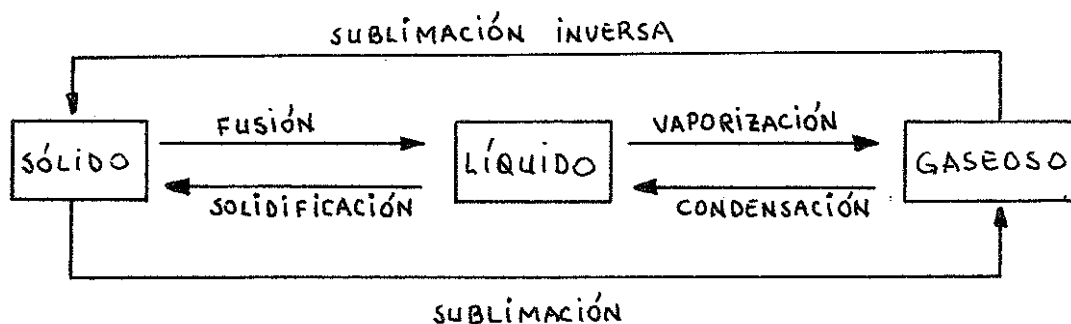 SUBLIMACIÓN INVERSA
FUSIÓN
VAPORIZACIÓN
SÓLIDO
LÍQUIDO
GASEOSO
SOLIDIFICACIÓN
CONDENSACIÓN
SUBLIMACIÓN